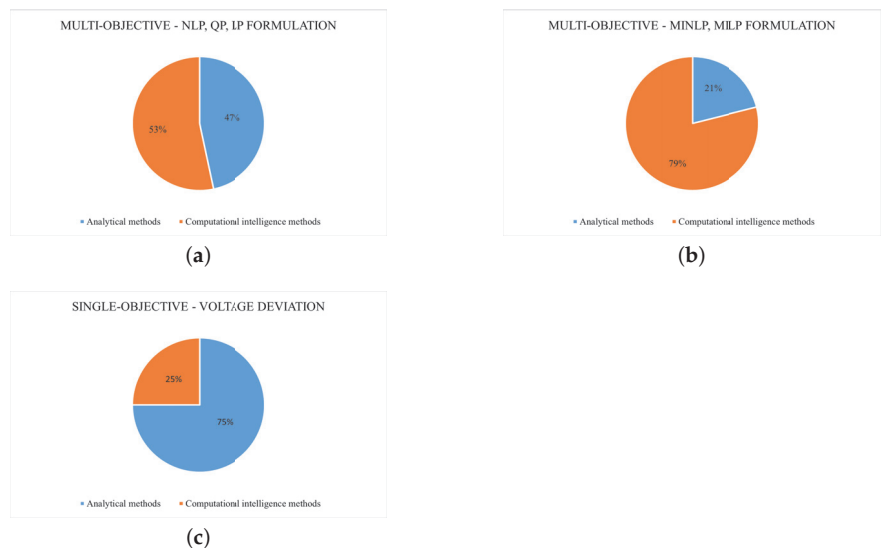 MULTI-OBJECTIVE - NLP, QP, LP FORMULATION
47%
53%
Analytical methods
Computational intelligence methods
(a)
MULTI-OBJECTIVE - MINLP, MILP FORMULATION
21%
79%
Analytical methods
Computational intelligence methods
(b)
SINGLE-OBJECTIVE - VOLTAGE DEVIATION
25%
75%
Analytical methods
Computational intelligence methods
(c)